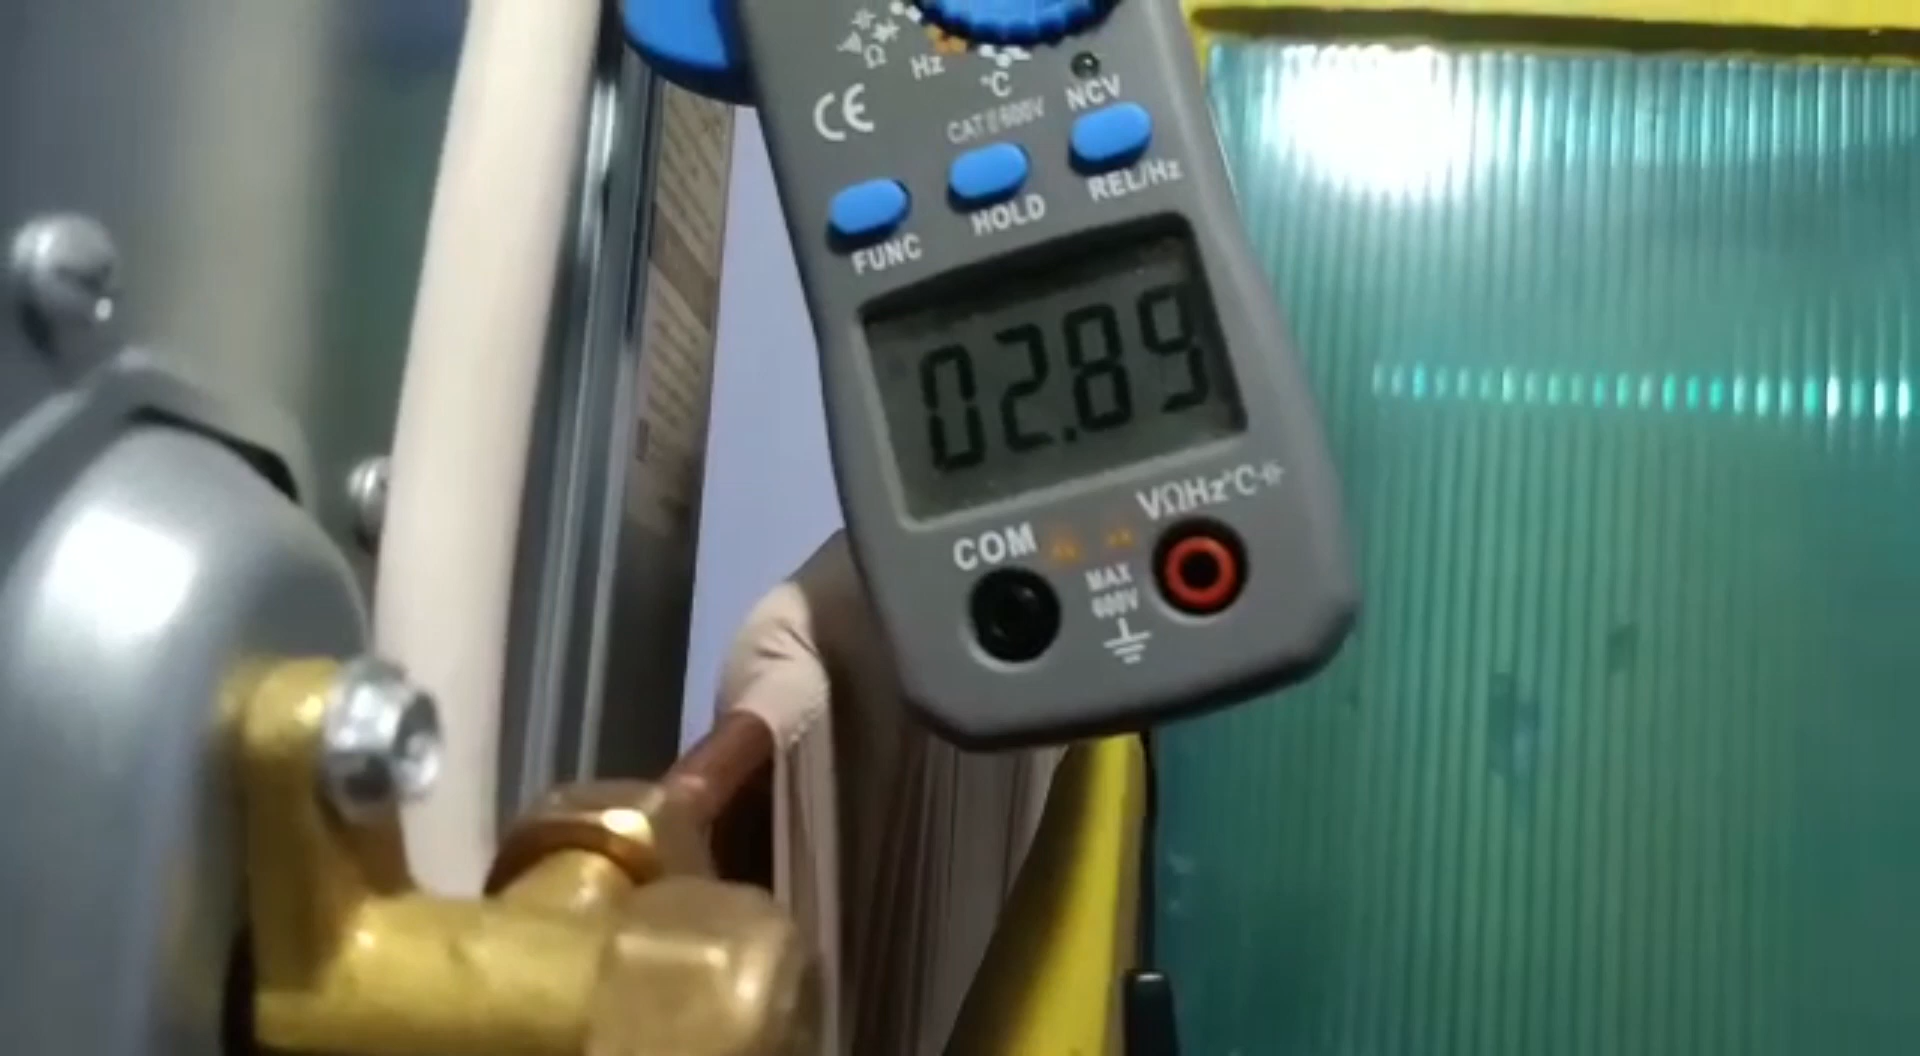 Ω
Hz
°C
NCV
CE
CAT II 600V
REL/Hz
HOLD
FUNC
02.89
VΩHz°C
COM
MAX
600V